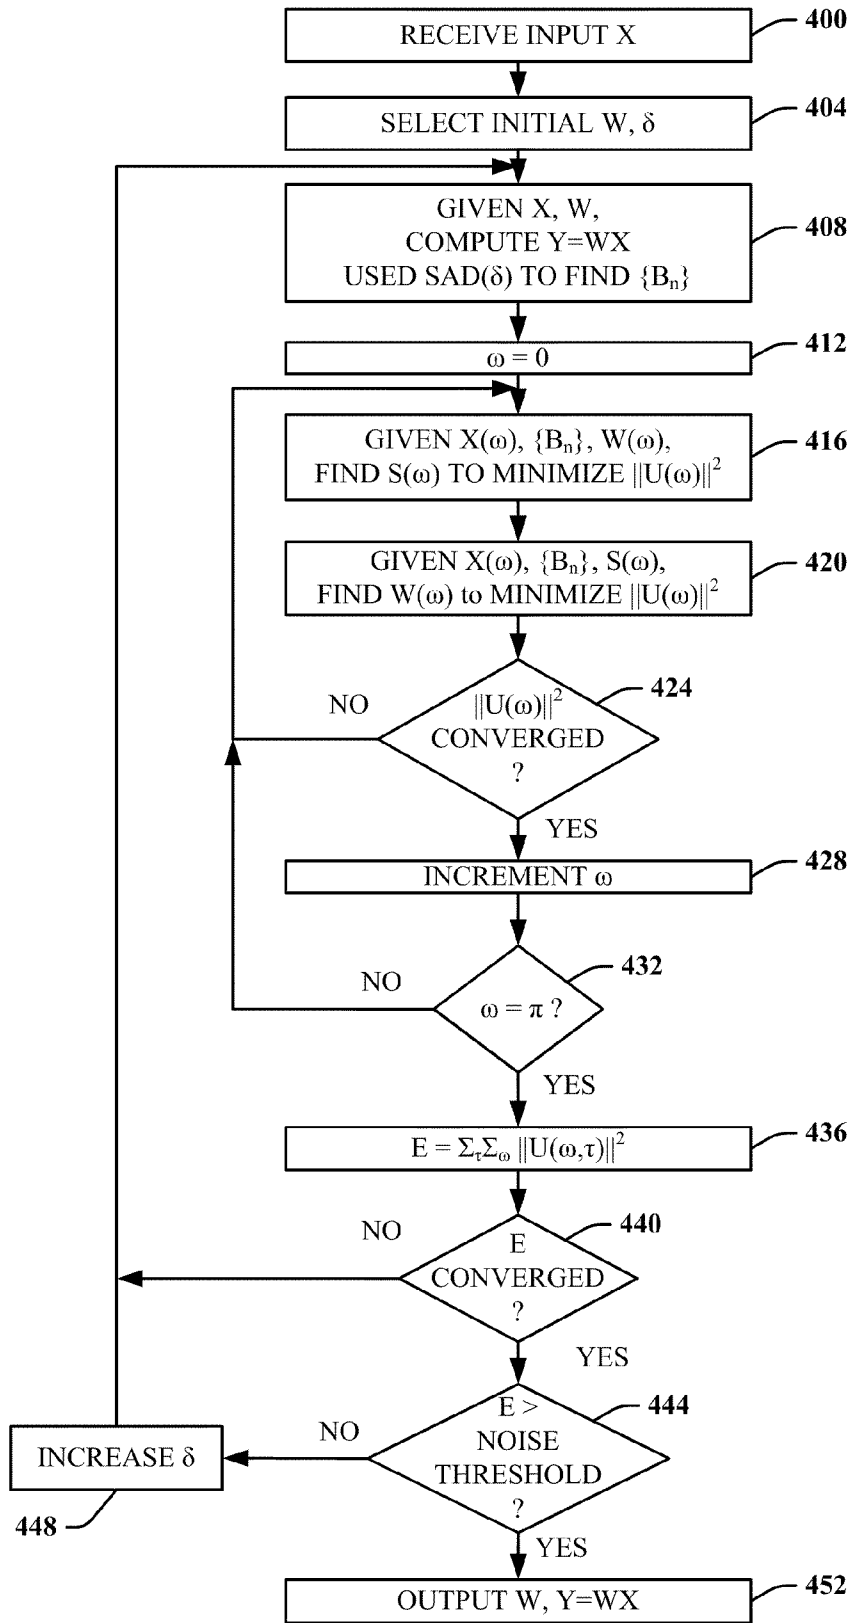 RECEIVE INPUT X
400
SELECT INITIAL W, δ
404
GIVEN X, W,
COMPUTE Y=WX
USED SAD(δ) TO FIND {Bₙ}
408
ω = 0
412
GIVEN X(ω), {Bₙ}, W(ω),
FIND S(ω) TO MINIMIZE ||U(ω)||²
416
GIVEN X(ω), {Bₙ}, S(ω),
FIND W(ω) to MINIMIZE ||U(ω)||²
420
||U(ω)||²
CONVERGED
?
424
NO
YES
INCREMENT ω
428
ω = π ?
432
NO
YES
E = Σ_τΣ_ω ||U(ω,τ)||²
436
E
CONVERGED
?
440
NO
YES
E >
NOISE
THRESHOLD
?
444
NO
INCREASE δ
448
YES
OUTPUT W, Y=WX
452